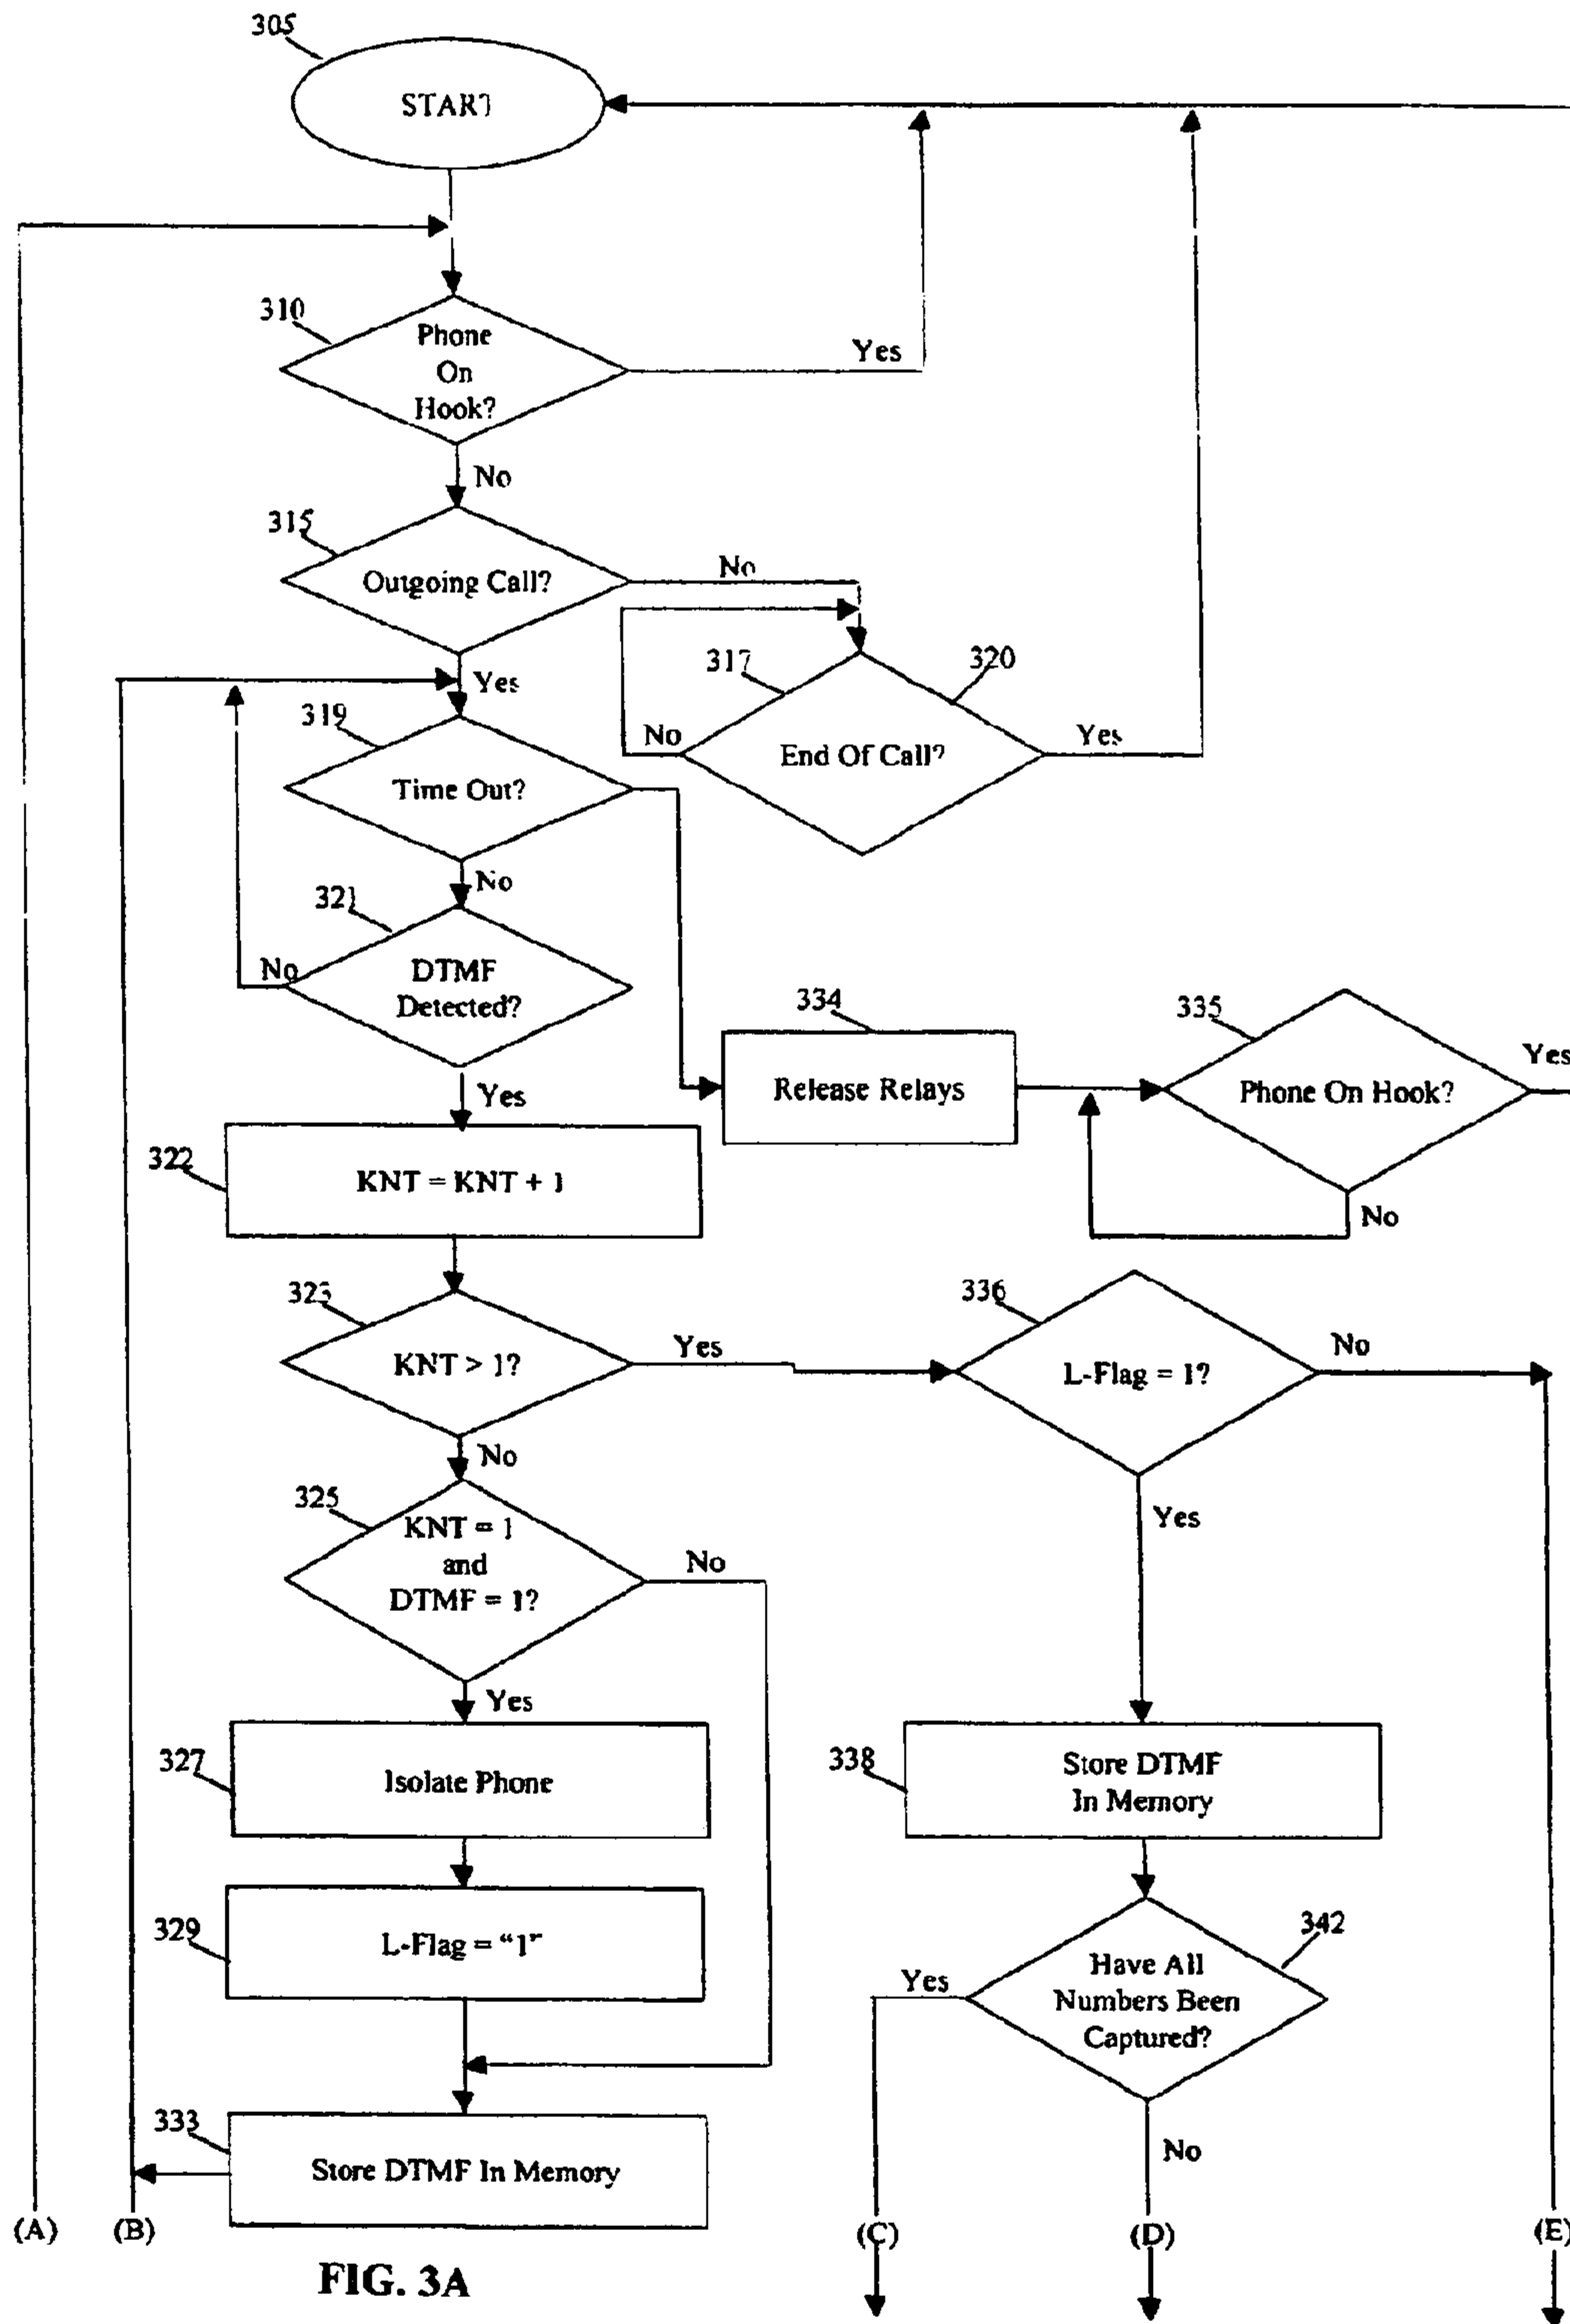 305
START
310
Phone
On
Hook?
Yes
No
315
Outgoing Call?
No
317
320
End Of Call?
No
Yes
Yes
319
Time Out?
No
321
DTMF
Detected?
No
Yes
334
Release Relays
335
Phone On Hook?
Yes
No
322
KNT = KNT + 1
323
KNT > 1?
Yes
336
L-Flag = 1?
No
No
325
KNT = 1
and
DTMF = 1?
No
Yes
Yes
327
Isolate Phone
338
Store DTMF
In Memory
329
L-Flag = "1"
342
Have All
Numbers Been
Captured?
Yes
No
333
Store DTMF In Memory
(A)
(B)
(C)
(D)
(E)
FIG. 3A